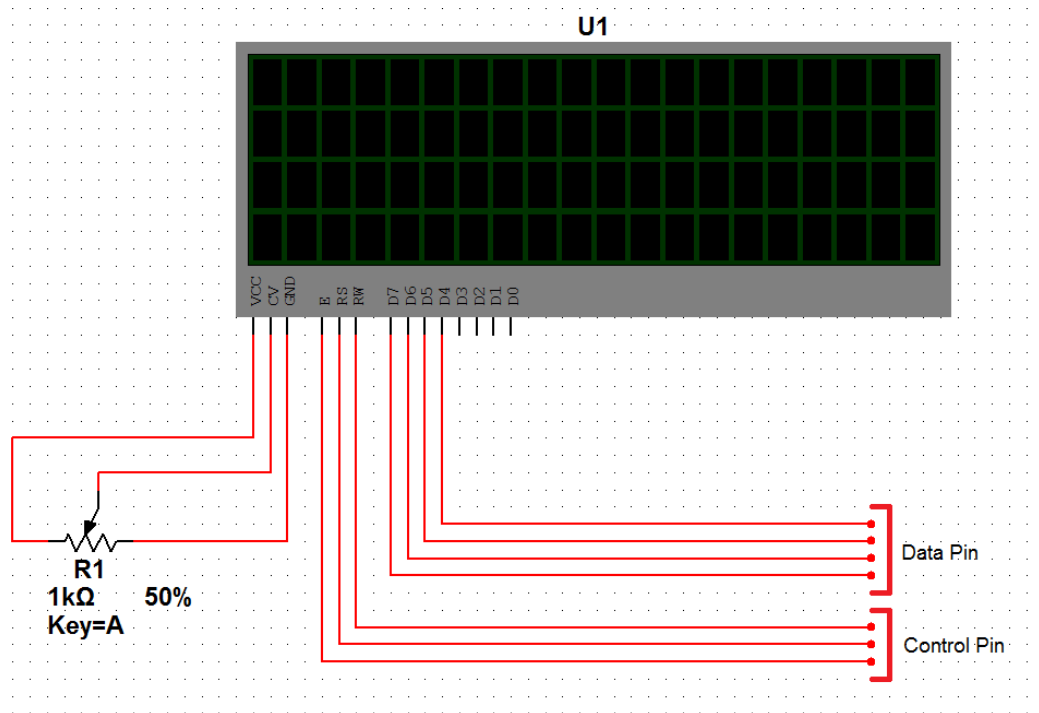 U1
VCC CV GND E RS RW D7 D6 D5 D4 D3 D2 D1 D0
R1
1kΩ 50%
Key=A
Data Pin
Control Pin